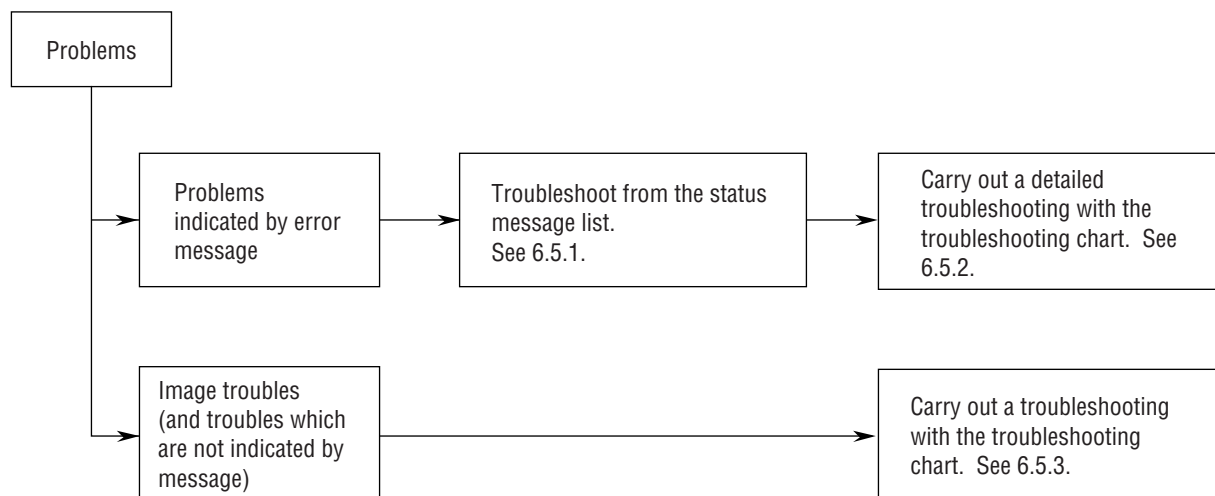 Problems
Problems
indicated by error
message
Troubleshoot from the status
message list.
See 6.5.1.
Carry out a detailed
troubleshooting with the
troubleshooting chart.  See
6.5.2.
Image troubles
(and troubles which
are not indicated by
message)
Carry out a troubleshooting
with the troubleshooting
chart.  See 6.5.3.